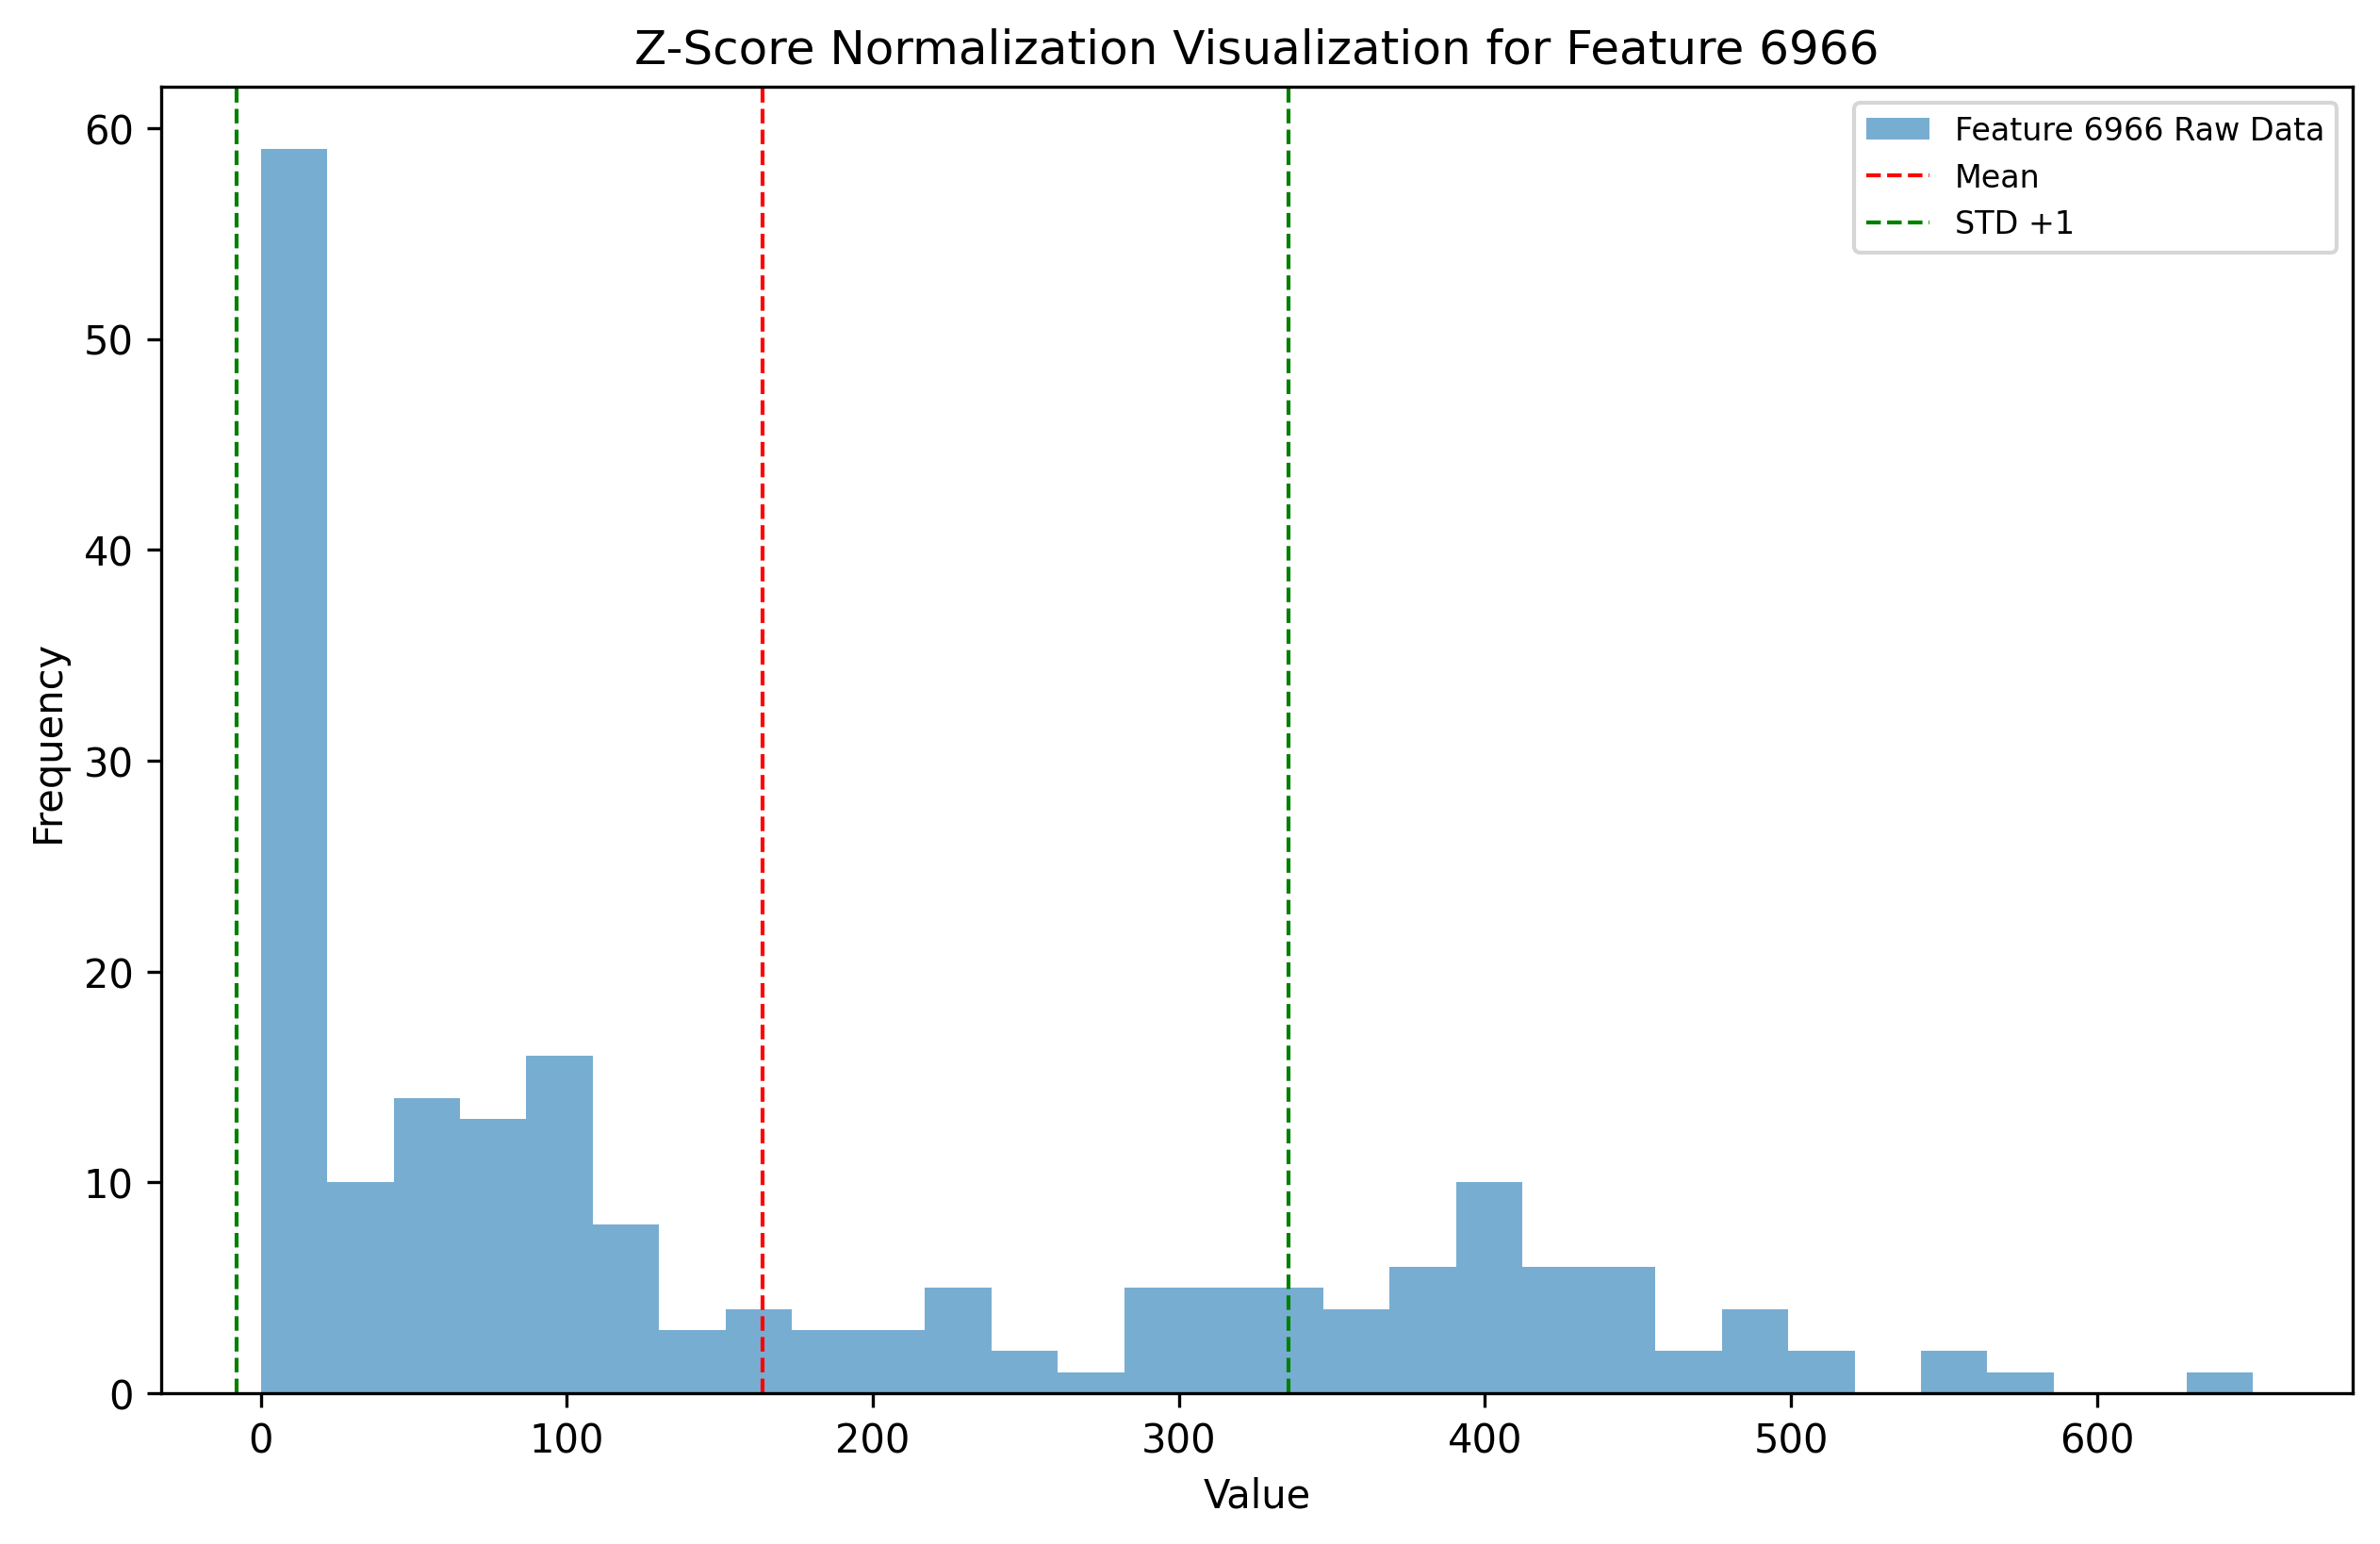 Z-Score Normalization Visualization for Feature 6966
Feature 6966 Raw Data
Mean
STD +1
60
50
40
30
20
10
0
Frequency
0 100 200 300 400 500 600
Value